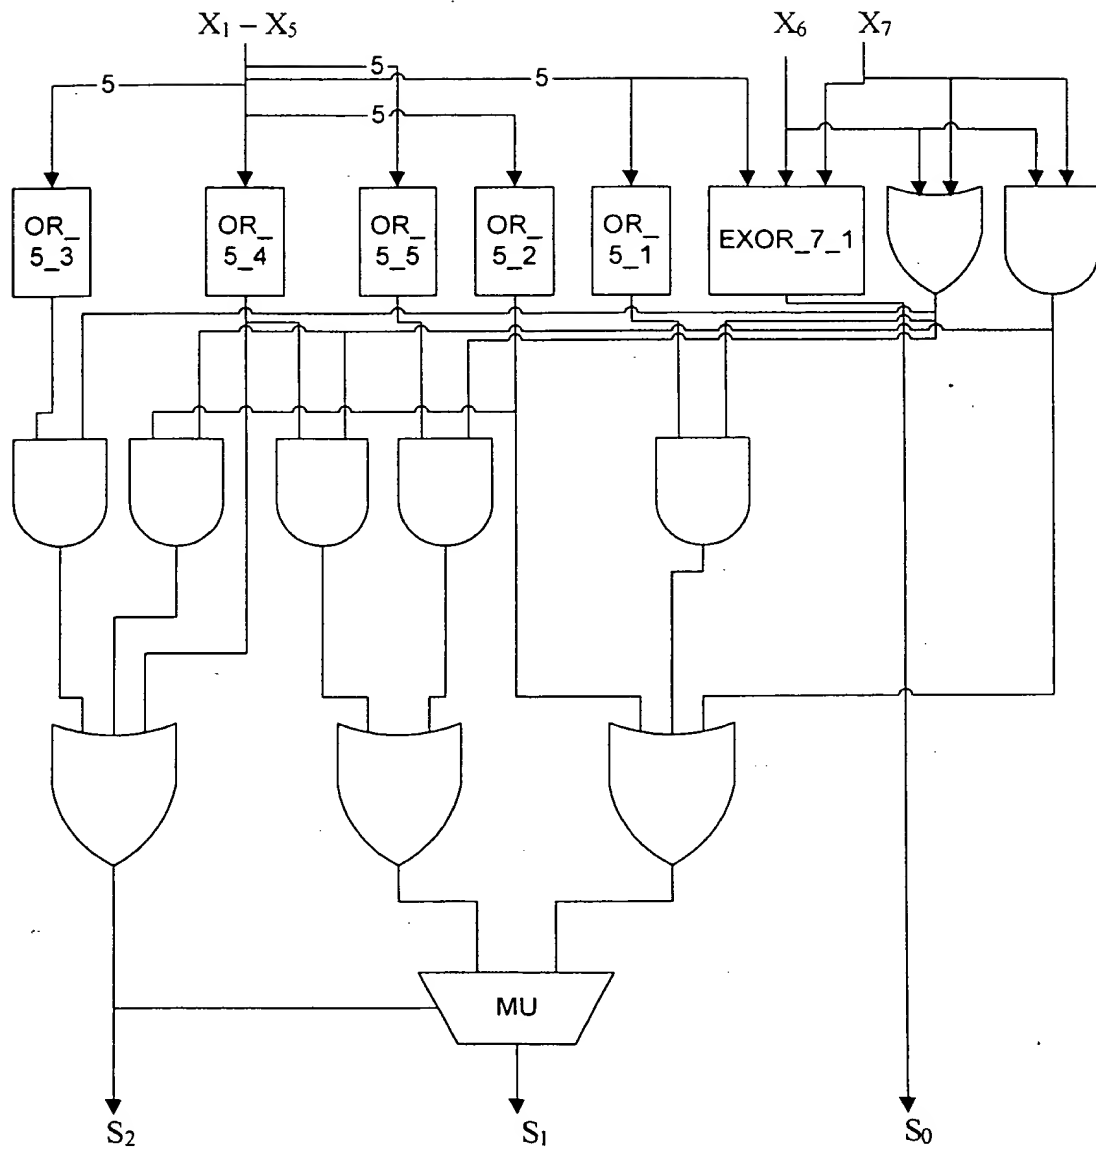 X₁ – X₅
X₆
X₇
5
5
5
5
OR_
5_3
OR_
5_4
OR_
5_5
OR_
5_2
OR_
5_1
EXOR_7_1
MU
S₂
S₁
S₀